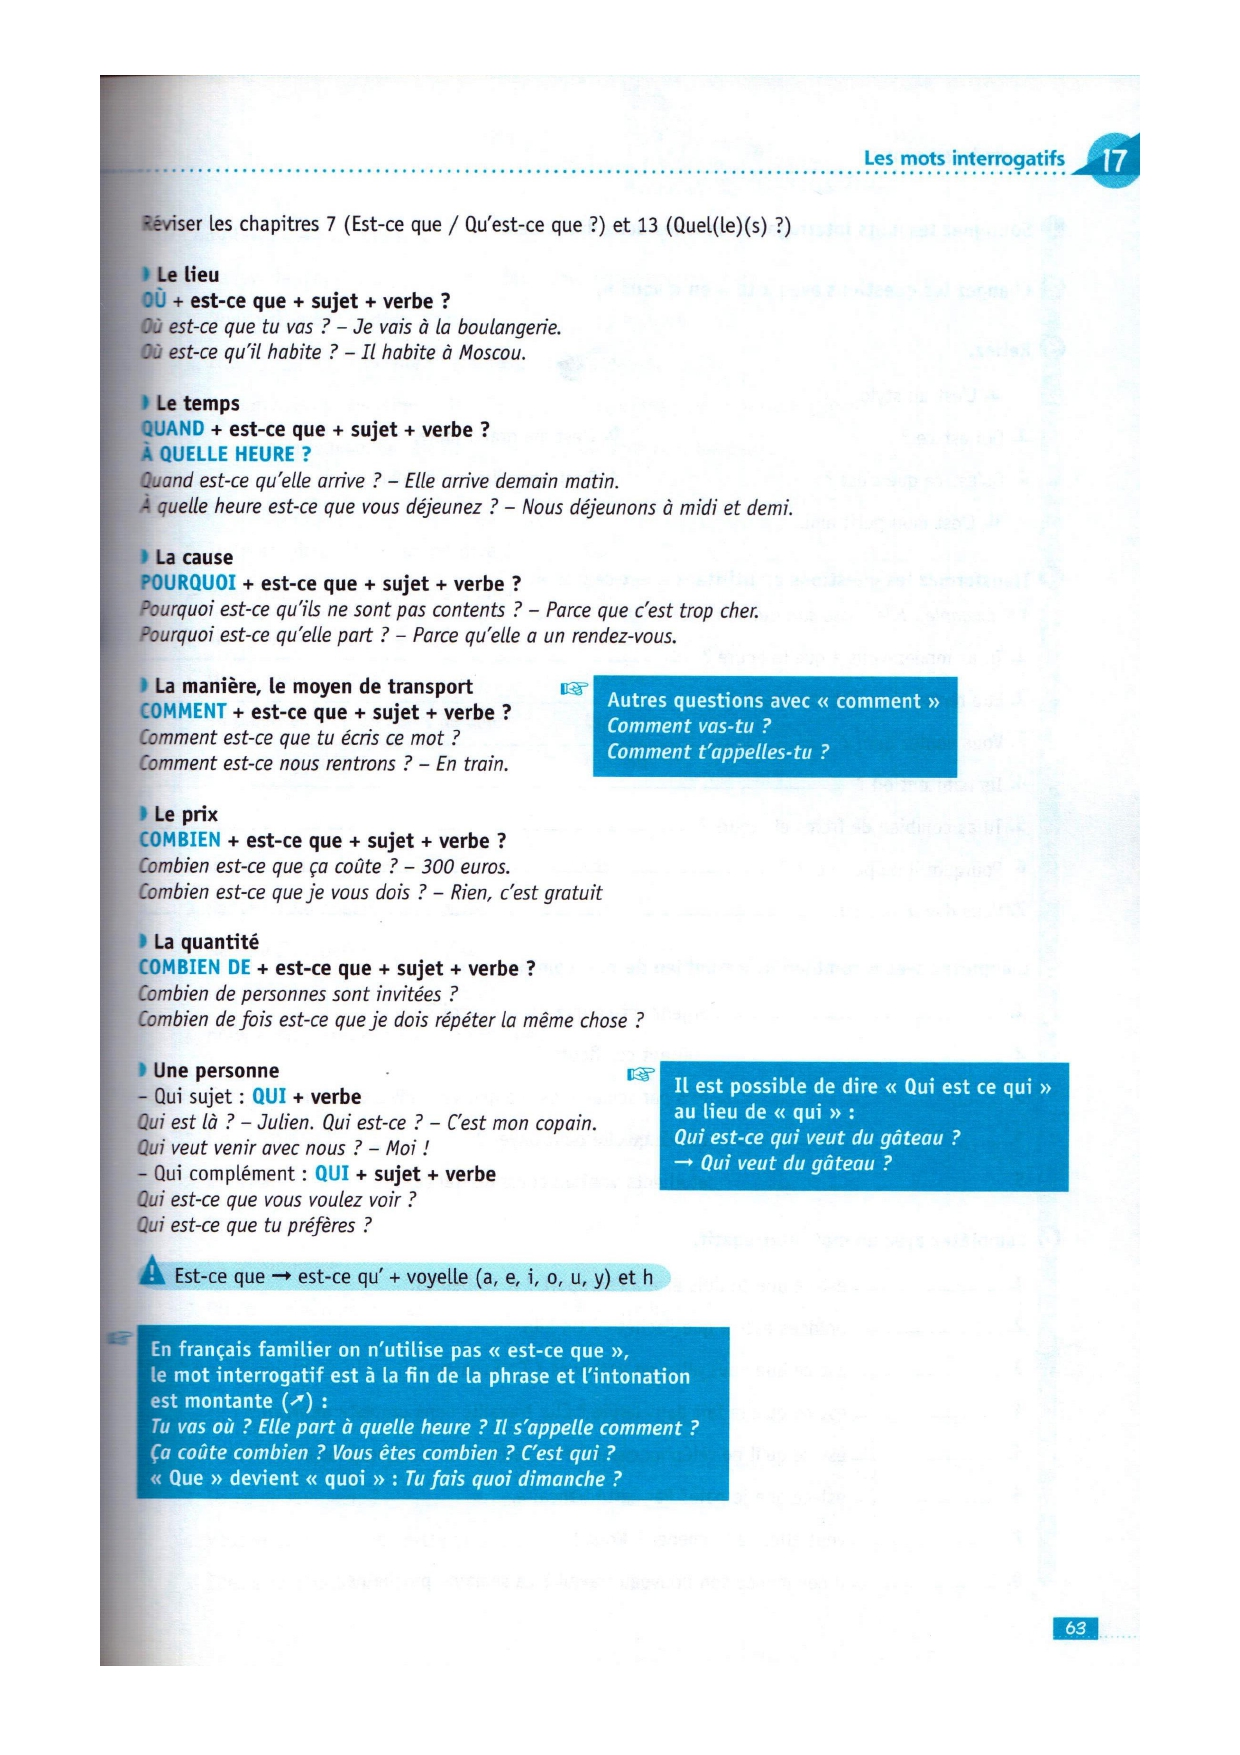 Les mots interrogatifs 17
Réviser les chapitres 7 (Est-ce que / Qu'est-ce que ?) et 13 (Quel(le)(s) ?)
Le lieu
OÙ + est-ce que + sujet + verbe ?
Où est-ce que tu vas ? – Je vais à la boulangerie.
Où est-ce qu'il habite ? – Il habite à Moscou.
Le temps
QUAND + est-ce que + sujet + verbe ?
À QUELLE HEURE ?
Quand est-ce qu'elle arrive ? – Elle arrive demain matin.
À quelle heure est-ce que vous déjeunez ? – Nous déjeunons à midi et demi.
La cause
POURQUOI + est-ce que + sujet + verbe ?
Pourquoi est-ce qu'ils ne sont pas contents ? – Parce que c'est trop cher.
Pourquoi est-ce qu'elle part ? – Parce qu'elle a un rendez-vous.
La manière, le moyen de transport
COMMENT + est-ce que + sujet + verbe ?
Comment est-ce que tu écris ce mot ?
Comment est-ce nous rentrons ? – En train.
Autres questions avec « comment »
Comment vas-tu ?
Comment t'appelles-tu ?
Le prix
COMBIEN + est-ce que + sujet + verbe ?
Combien est-ce que ça coûte ? – 300 euros.
Combien est-ce que je vous dois ? – Rien, c'est gratuit
La quantité
COMBIEN DE + est-ce que + sujet + verbe ?
Combien de personnes sont invitées ?
Combien de fois est-ce que je dois répéter la même chose ?
Une personne
– Qui sujet : QUI + verbe
Qui est là ? – Julien. Qui est-ce ? – C'est mon copain.
Qui veut venir avec nous ? – Moi !
– Qui complément : QUI + sujet + verbe
Qui est-ce que vous voulez voir ?
Qui est-ce que tu préfères ?
Il est possible de dire « Qui est ce qui »
au lieu de « qui » :
Qui est-ce qui veut du gâteau ?
→ Qui veut du gâteau ?
Est-ce que → est-ce qu' + voyelle (a, e, i, o, u, y) et h
En français familier on n'utilise pas « est-ce que »,
le mot interrogatif est à la fin de la phrase et l'intonation
est montante (↗) :
Tu vas où ? Elle part à quelle heure ? Il s'appelle comment ?
Ça coûte combien ? Vous êtes combien ? C'est qui ?
« Que » devient « quoi » : Tu fais quoi dimanche ?
63